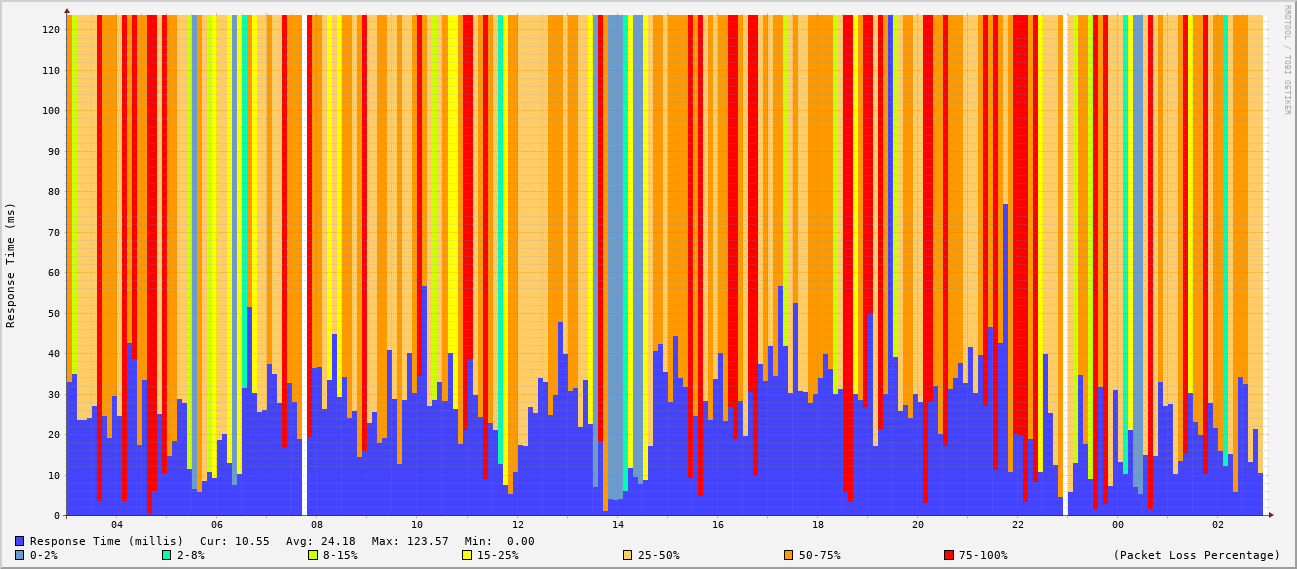 RRDTOOL / TOBI OETIKER
Response Time (ms)
120
110
100
90
80
70
60
50
40
30
20
10
0
04 06 08 10 12 14 16 18 20 22 00 02
Response Time (millis) Cur: 10.55 Avg: 24.18 Max: 123.57 Min: 0.00
0-2% 2-8% 8-15% 15-25% 25-50% 50-75% 75-100% (Packet Loss Percentage)